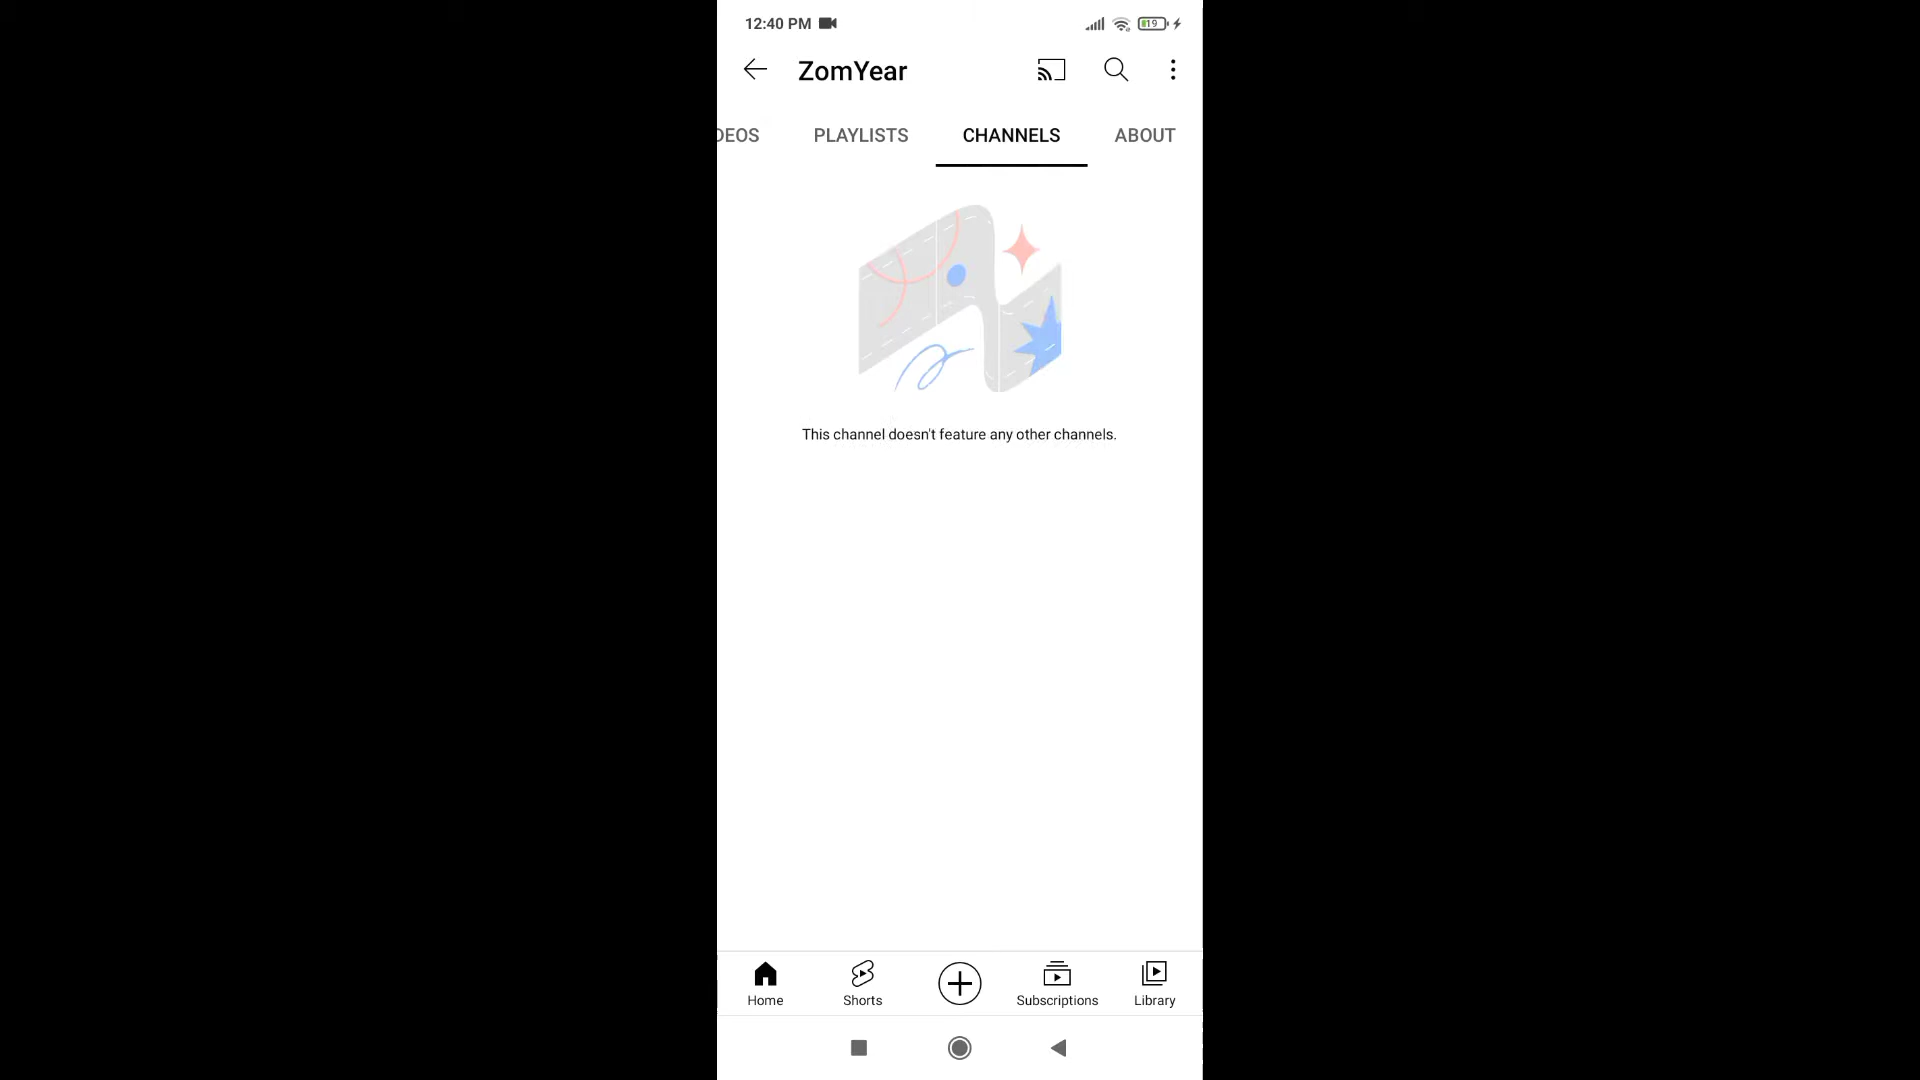 12:40 PM
19
ZomYear
DEOS PLAYLISTS CHANNELS ABOUT
This channel doesn't feature any other channels.
Home Shorts Subscriptions Library